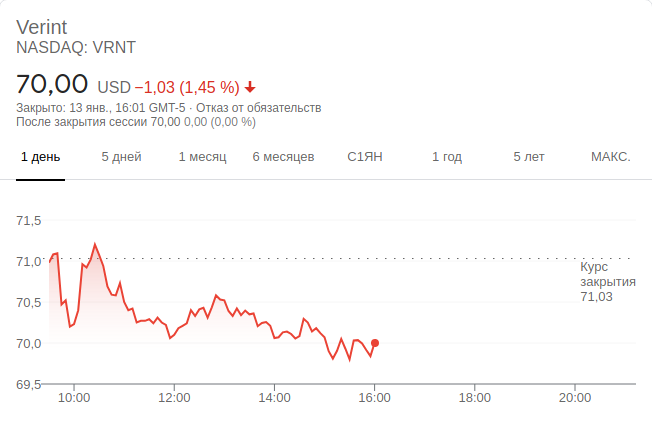 Verint
NASDAQ: VRNT
70,00 USD −1,03 (1,45 %)
Закрыто: 13 янв., 16:01 GMT-5 · Отказ от обязательств
После закрытия сессии 70,00 0,00 (0,00 %)
1 день 5 дней 1 месяц 6 месяцев С1ЯН 1 год 5 лет МАКС.
71,5
71,0
70,5
70,0
69,5
Курс
закрытия
71,03
10:00 12:00 14:00 16:00 18:00 20:00